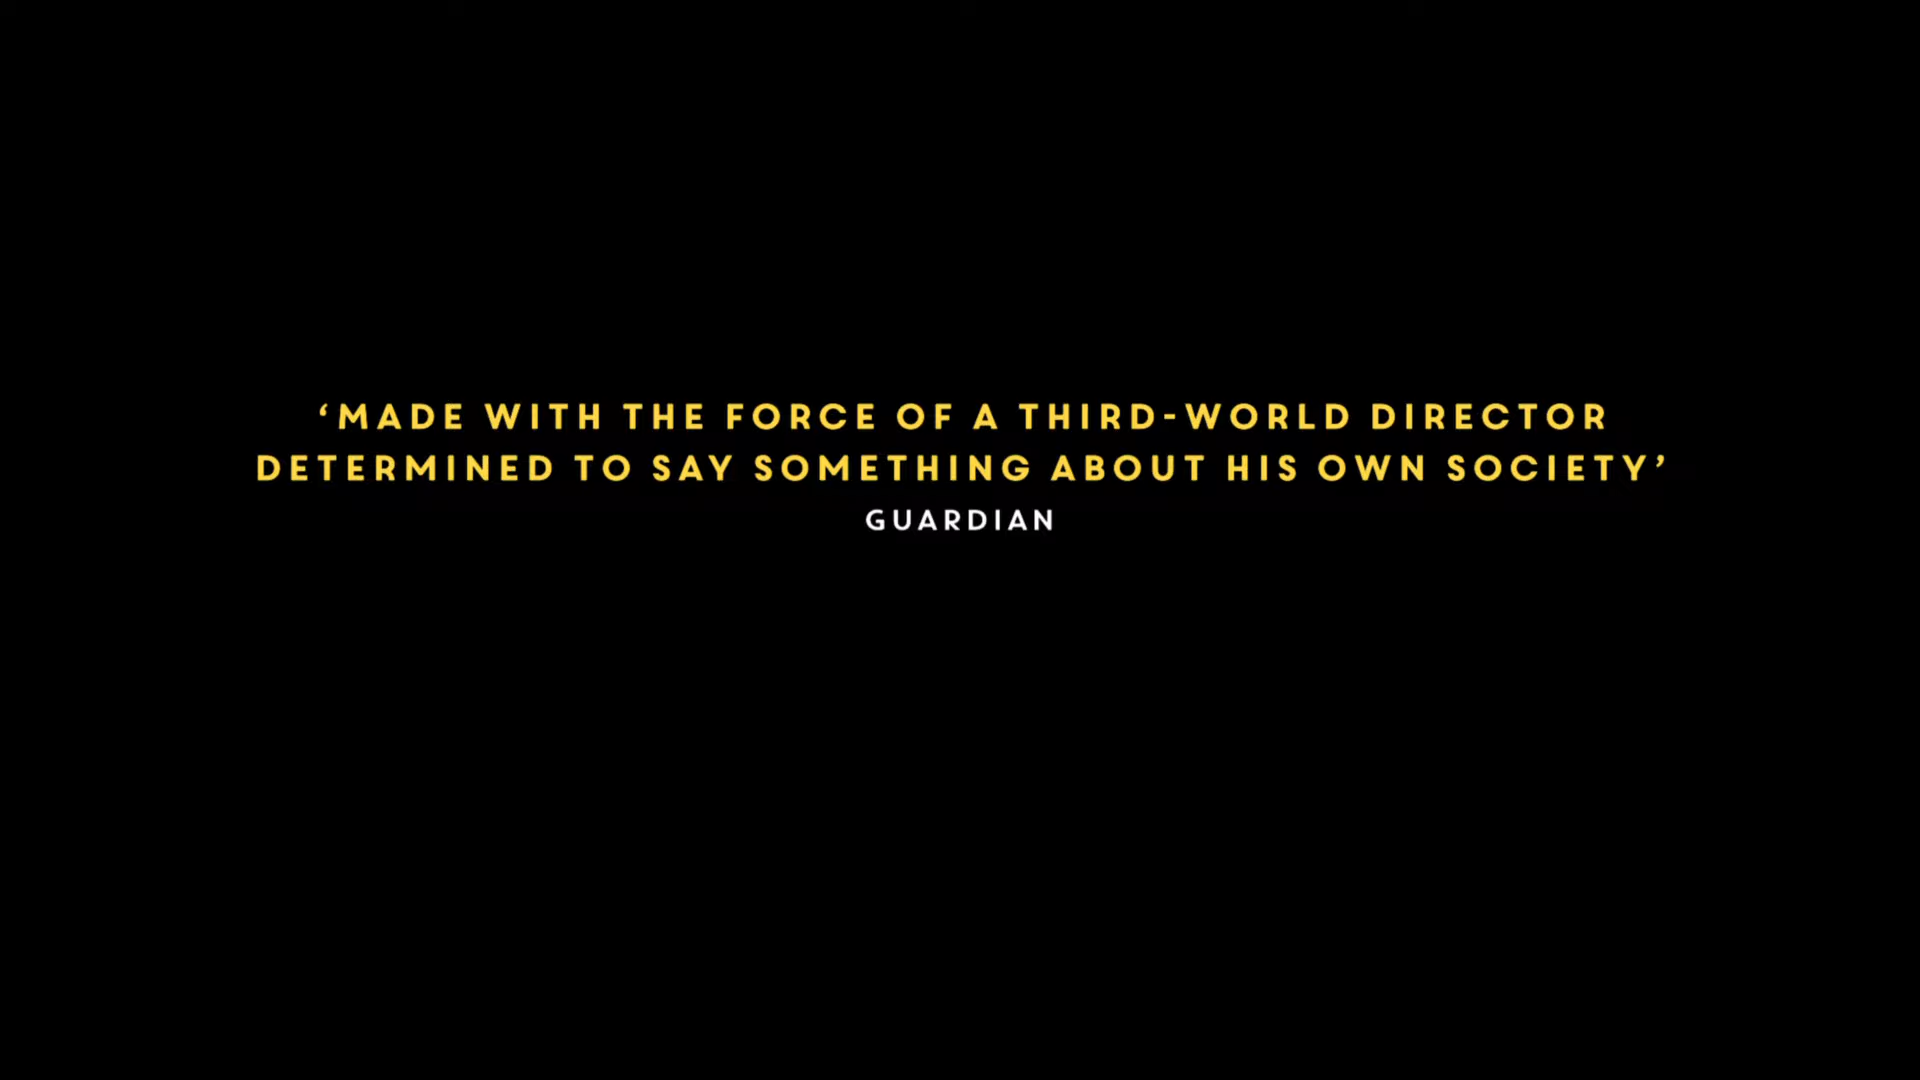 ‘MADE WITH THE FORCE OF A THIRD-WORLD DIRECTOR
DETERMINED TO SAY SOMETHING ABOUT HIS OWN SOCIETY’
GUARDIAN